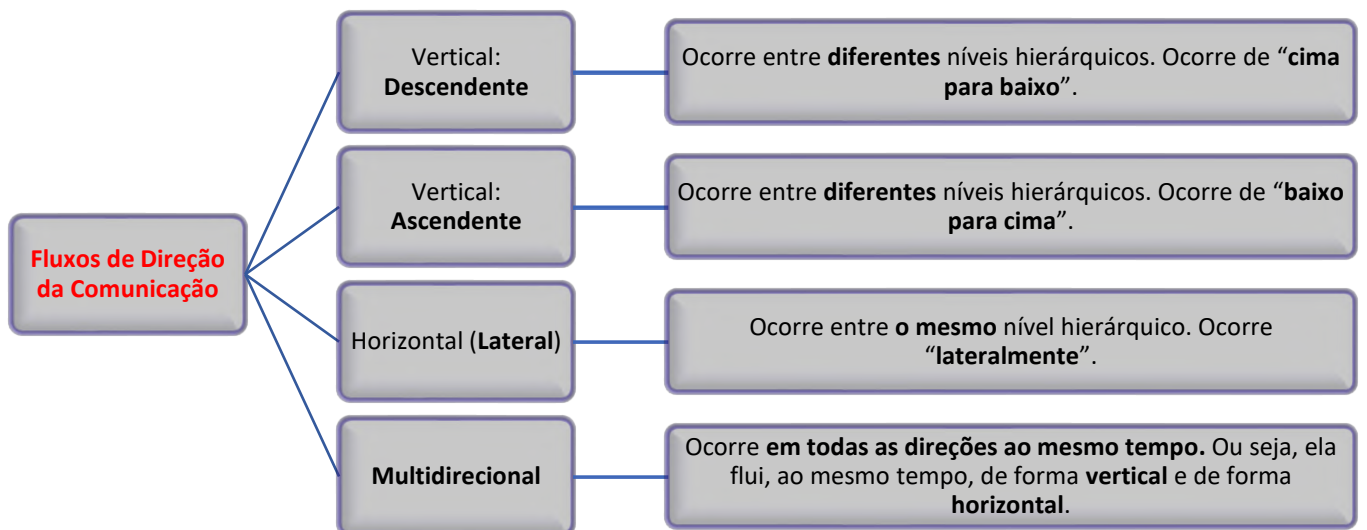 Fluxos de Direção
da Comunicação
Vertical:
Descendente
Ocorre entre diferentes níveis hierárquicos. Ocorre de “cima
para baixo”.
Vertical:
Ascendente
Ocorre entre diferentes níveis hierárquicos. Ocorre de “baixo
para cima”.
Horizontal (Lateral)
Ocorre entre o mesmo nível hierárquico. Ocorre
“lateralmente”.
Multidirecional
Ocorre em todas as direções ao mesmo tempo. Ou seja, ela
flui, ao mesmo tempo, de forma vertical e de forma
horizontal.